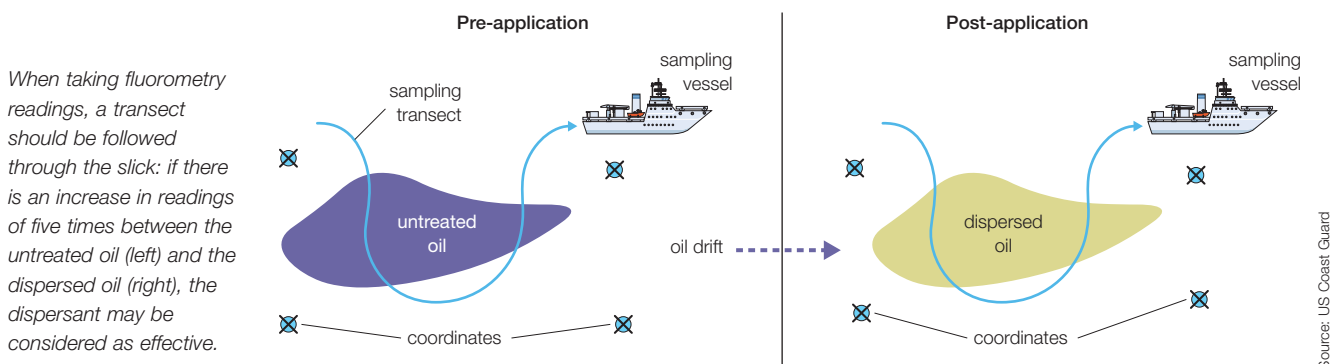 When taking fluorometry
readings, a transect
should be followed
through the slick: if there
is an increase in readings
of five times between the
untreated oil (left) and the
dispersed oil (right), the
dispersant may be
considered as effective.
Pre-application
sampling
transect
sampling
vessel
untreated
oil
coordinates
oil drift
Post-application
sampling
vessel
dispersed
oil
coordinates
Source: US Coast Guard